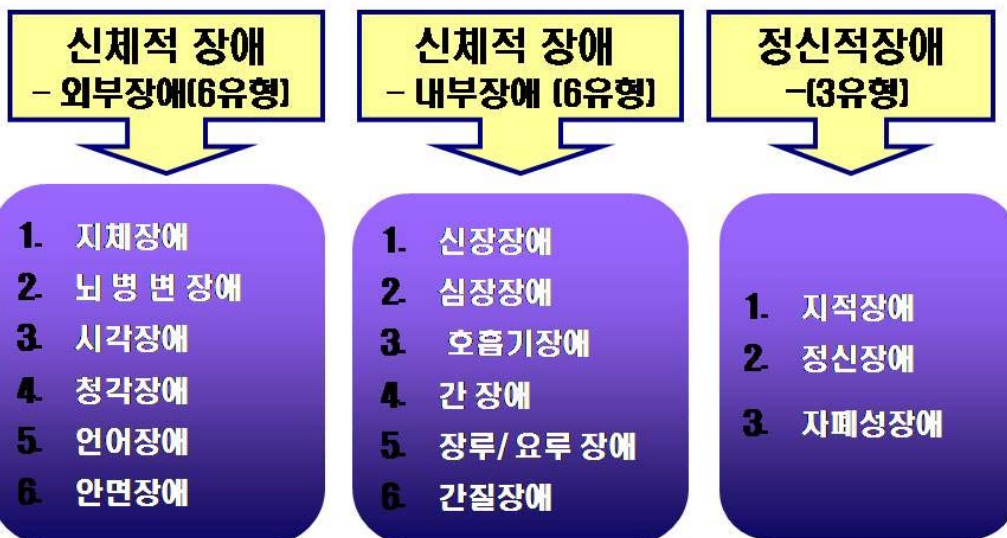 신체적 장애
– 외부장애(6유형)
1. 지체장애
2. 뇌 병 변 장애
3. 시각장애
4. 청각장애
5. 언어장애
6. 안면장애
신체적 장애
– 내부장애 (6유형)
1. 신장장애
2. 심장장애
3. 호흡기장애
4. 간 장애
5. 장루/요루 장애
6. 간질장애
정신적장애
–(3유형)
1. 지적장애
2. 정신장애
3. 자폐성장애